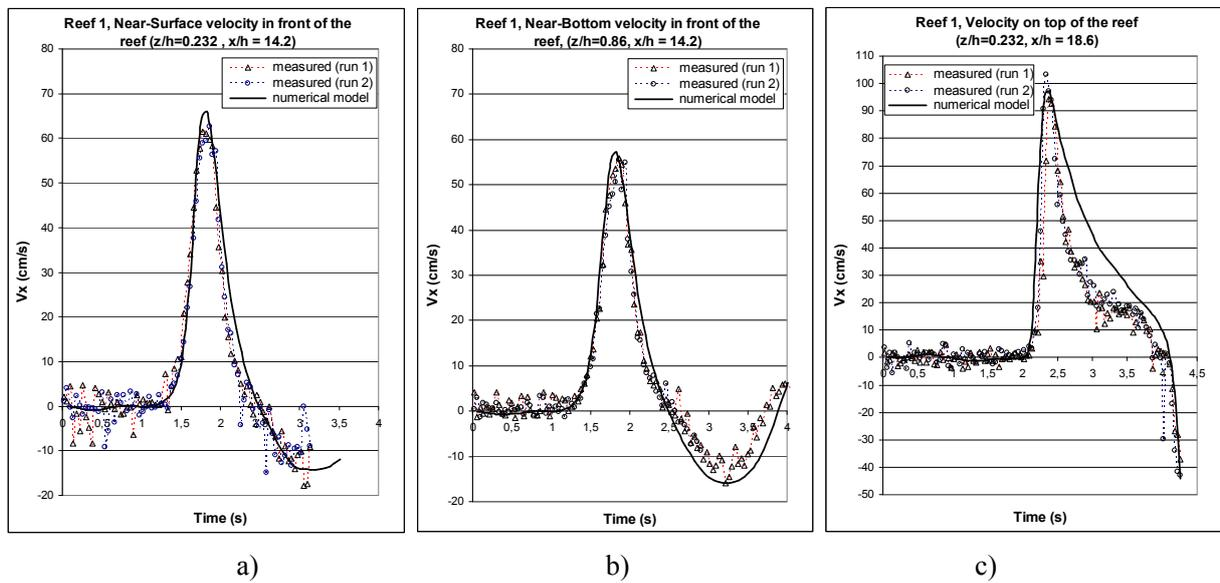 Reef 1, Near-Surface velocity in front of the
reef (z/h=0.232 , x/h = 14.2)
measured (run 1)
measured (run 2)
numerical model
80
70
60
50
40
30
20
10
0
-10
-20
0 0,5 1 1,5 2 2,5 3 3,5 4
Vx (cm/s)
Time (s)
a)
Reef 1, Near-Bottom velocity in front of the
reef, (z/h=0.86, x/h = 14.2)
measured (run 1)
measured (run 2)
numerical model
80
70
60
50
40
30
20
10
0
-10
-20
0 0,5 1 1,5 2 2,5 3 3,5 4
Vx (cm/s)
Time (s)
b)
Reef 1, Velocity on top of the reef
(z/h=0.232, x/h = 18.6)
measured (run 1)
measured (run 2)
numerical model
110
100
90
80
70
60
50
40
30
20
10
0
-10
-20
-30
-40
-50
0 0,5 1 1,5 2 2,5 3 3,5 4 4,5
Vx (cm/s)
Time (s)
c)